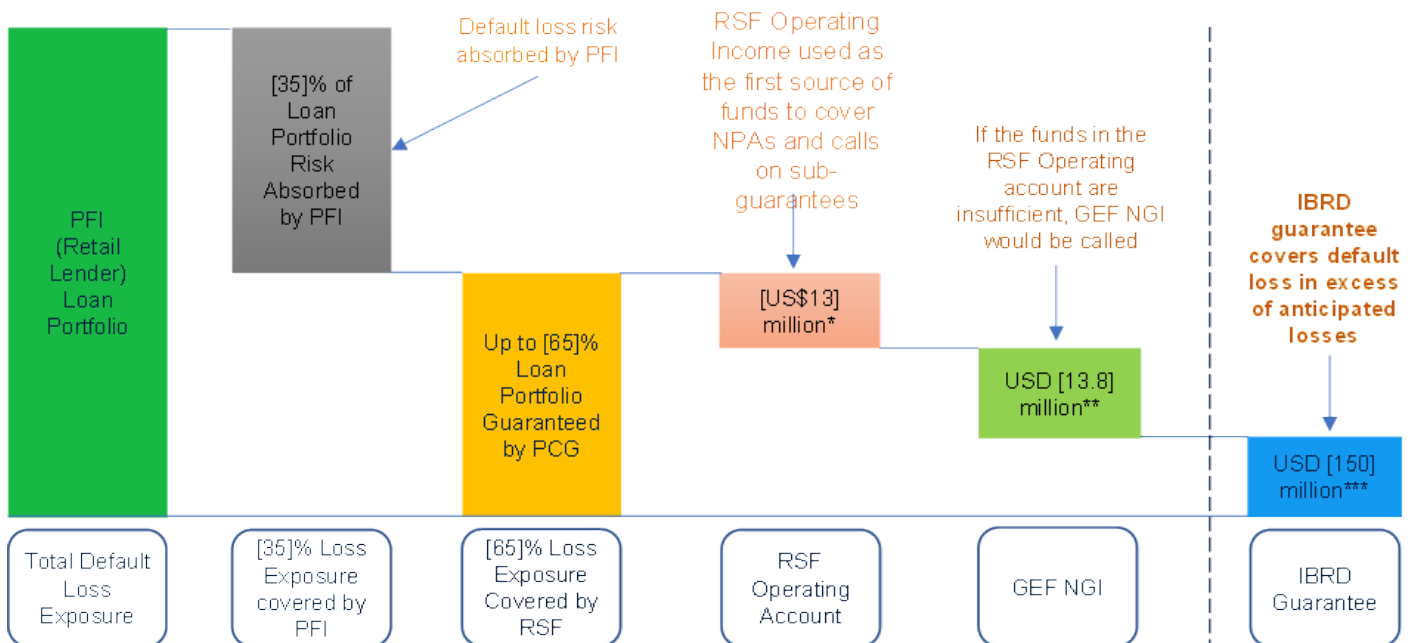 PFI
(Retail
Lender)
Loan
Portfolio
[35]% of
Loan
Portfolio
Risk
Absorbed
by PFI
Default loss risk
absorbed by PFI
Up to [65]%
Loan
Portfolio
Guaranteed
by PCG
RSF Operating
Income used as
the first source of
funds to cover
NPAs and calls
on sub-
guarantees
[US$13]
million*
If the funds in the
RSF Operating
account are
insufficient, GEF NGI
would be called
USD [13.8]
million**
IBRD
guarantee
covers default
loss in excess
of anticipated
losses
USD [150]
million***
Total Default
Loss
Exposure
[35]% Loss
Exposure
covered by
PFI
[65]% Loss
Exposure
Covered by
RSF
RSF
Operating
Account
GEF NGI
IBRD
Guarantee